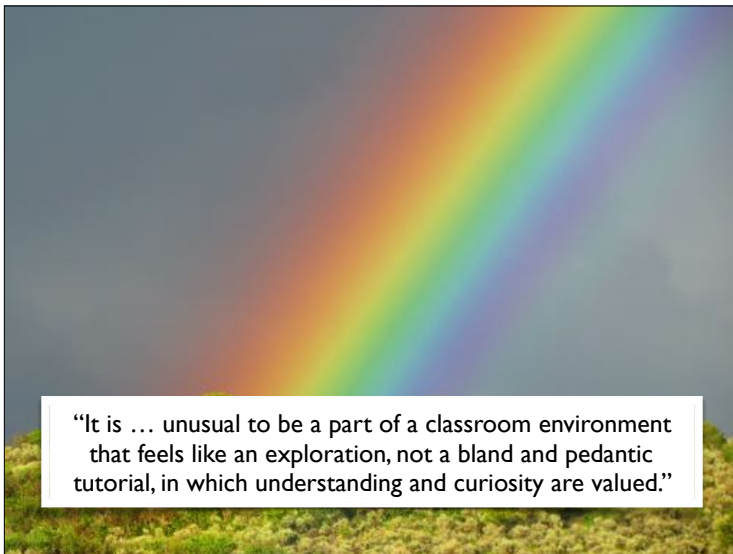 “It is … unusual to be a part of a classroom environment
that feels like an exploration, not a bland and pedantic
tutorial, in which understanding and curiosity are valued.”